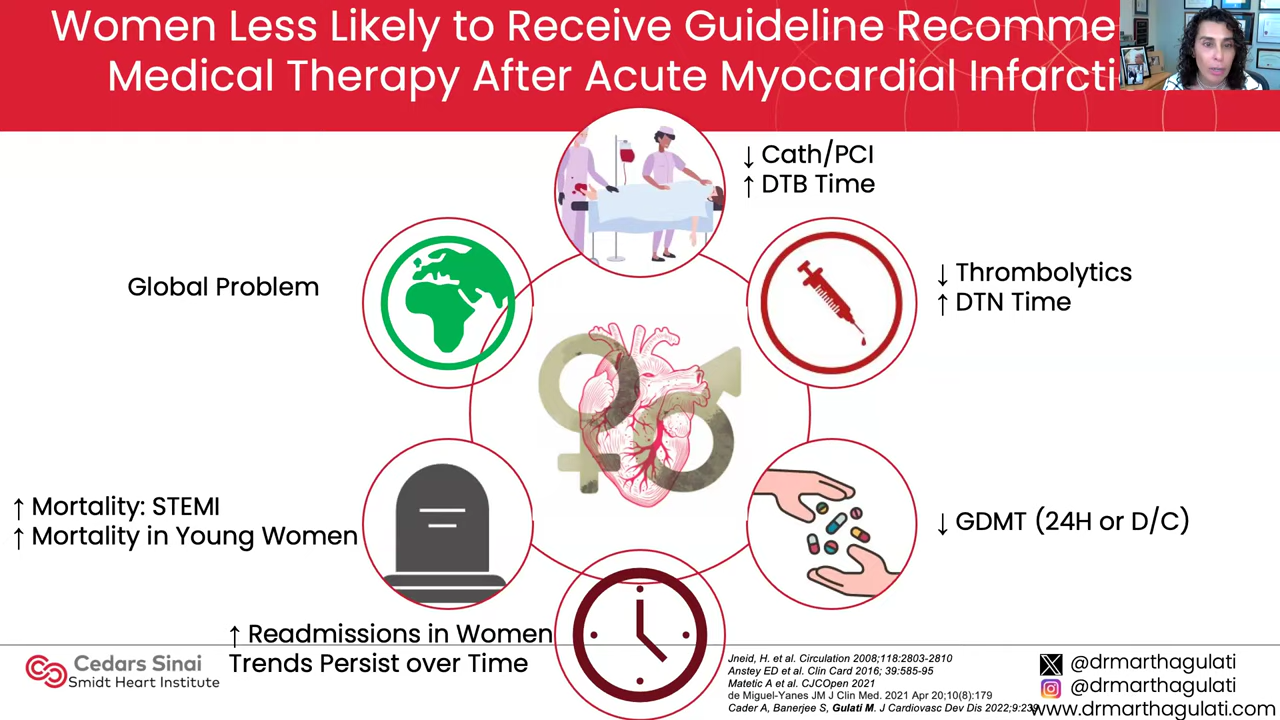 Women Less Likely to Receive Guideline Recomme
Medical Therapy After Acute Myocardial Infarcti
↓ Cath/PCI
↑ DTB Time
Global Problem
↓ Thrombolytics
↑ DTN Time
↑ Mortality: STEMI
↑ Mortality in Young Women
↓ GDMT (24H or D/C)
↑ Readmissions in Women
Trends Persist over Time
Cedars Sinai
Smidt Heart Institute
Jneid, H. et al. Circulation 2008;118:2803-2810
Anstey ED et al. Clin Card 2016; 39:585-95
Matetic A et al. CJCOpen 2021
de Miguel-Yanes JM J Clin Med. 2021 Apr 20;10(8):179
Cader A, Banerjee S, Gulati M. J Cardiovasc Dev Dis 2022;9:23
@drmarthagulati
@drmarthagulati
www.drmarthagulati.com